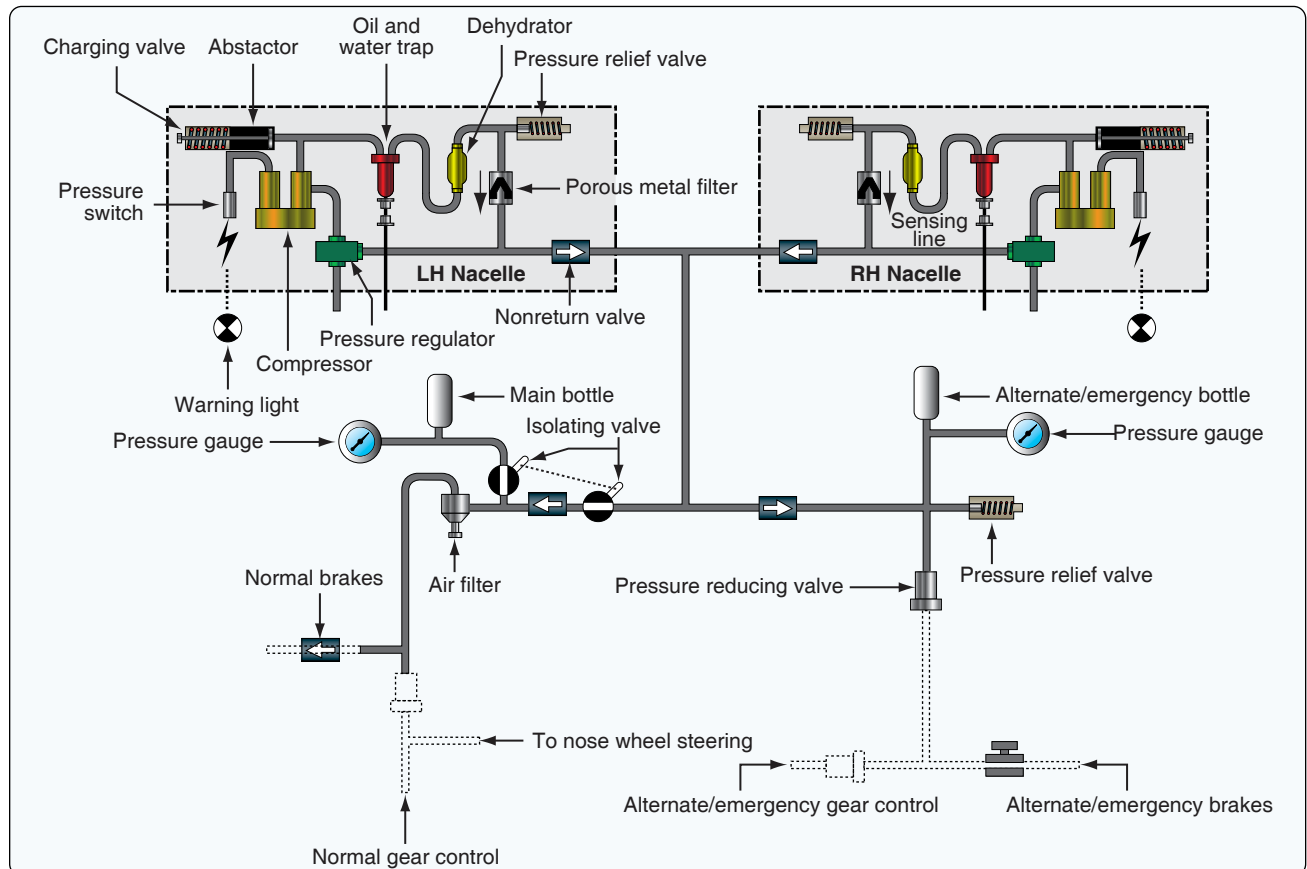 Oil and
water trap
Dehydrator
Charging valve
Abstactor
Pressure relief valve
Pressure
switch
Porous metal filter
Sensing
line
LH Nacelle
RH Nacelle
Nonreturn valve
Pressure regulator
Compressor
Warning light
Main bottle
Alternate/emergency bottle
Isolating valve
Pressure gauge
Pressure gauge
Normal brakes
Air filter
Pressure reducing valve
Pressure relief valve
To nose wheel steering
Alternate/emergency gear control
Alternate/emergency brakes
Normal gear control